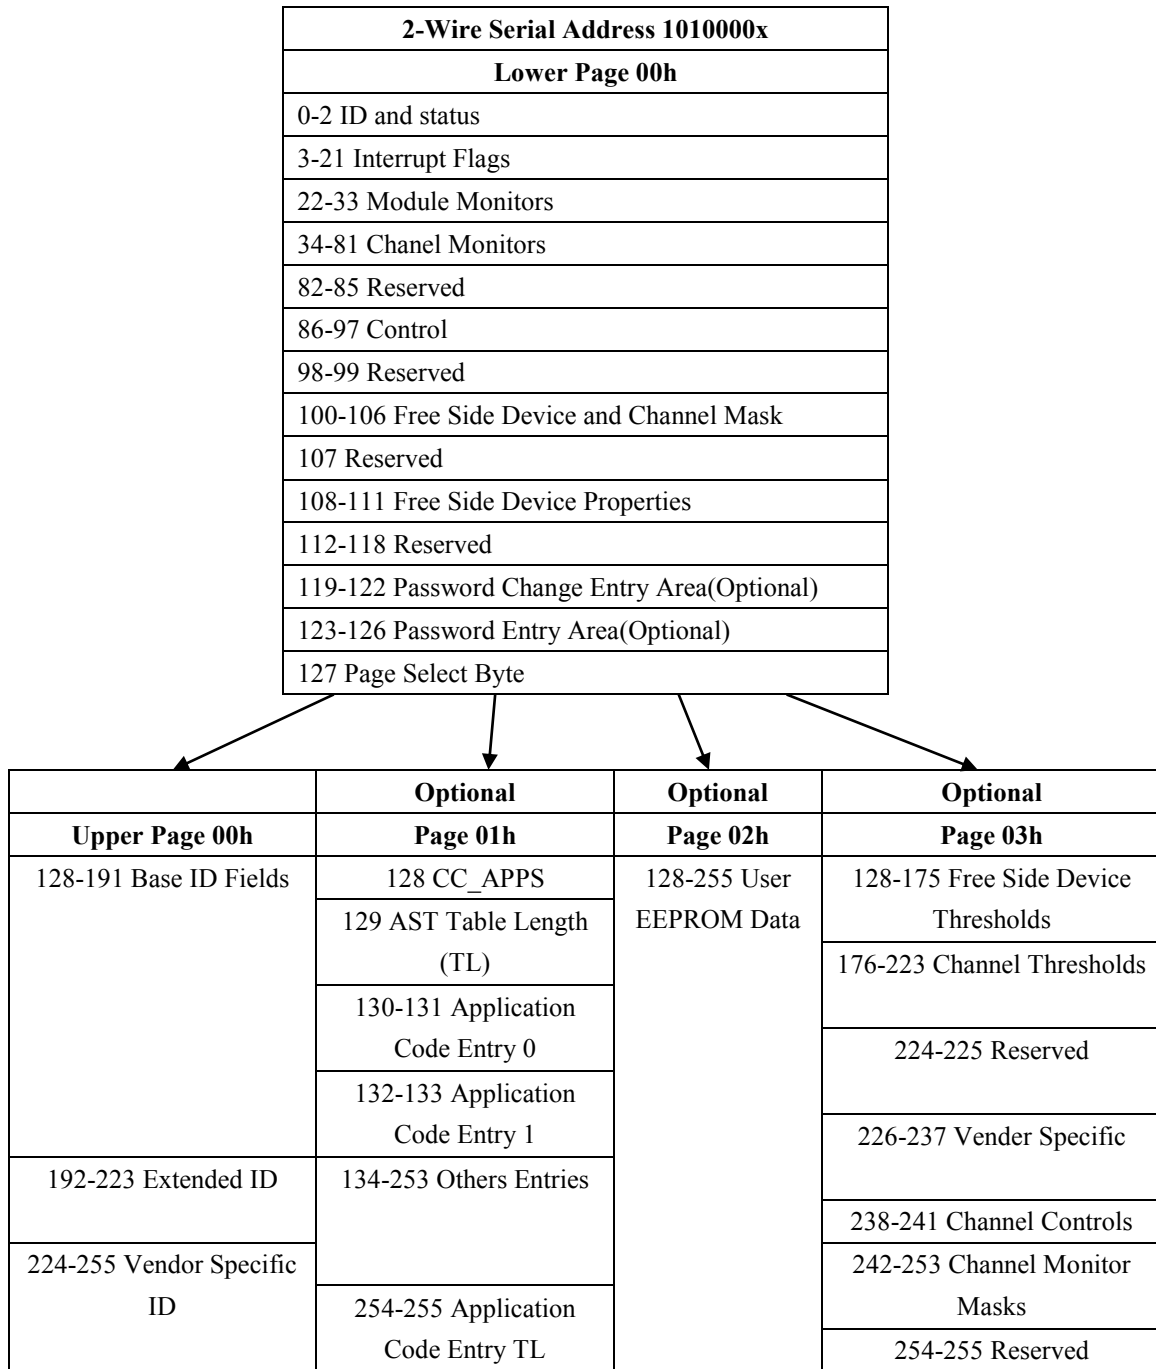 2-Wire Serial Address 1010000x
Lower Page 00h
0-2 ID and status
3-21 Interrupt Flags
22-33 Module Monitors
34-81 Chanel Monitors
82-85 Reserved
86-97 Control
98-99 Reserved
100-106 Free Side Device and Channel Mask
107 Reserved
108-111 Free Side Device Properties
112-118 Reserved
119-122 Password Change Entry Area(Optional)
123-126 Password Entry Area(Optional)
127 Page Select Byte
Upper Page 00h
128-191 Base ID Fields
192-223 Extended ID
224-255 Vendor Specific
ID
Optional
Page 01h
128 CC_APPS
129 AST Table Length
(TL)
130-131 Application
Code Entry 0
132-133 Application
Code Entry 1
134-253 Others Entries
254-255 Application
Code Entry TL
Optional
Page 02h
128-255 User
EEPROM Data
Optional
Page 03h
128-175 Free Side Device
Thresholds
176-223 Channel Thresholds
224-225 Reserved
226-237 Vender Specific
238-241 Channel Controls
242-253 Channel Monitor
Masks
254-255 Reserved